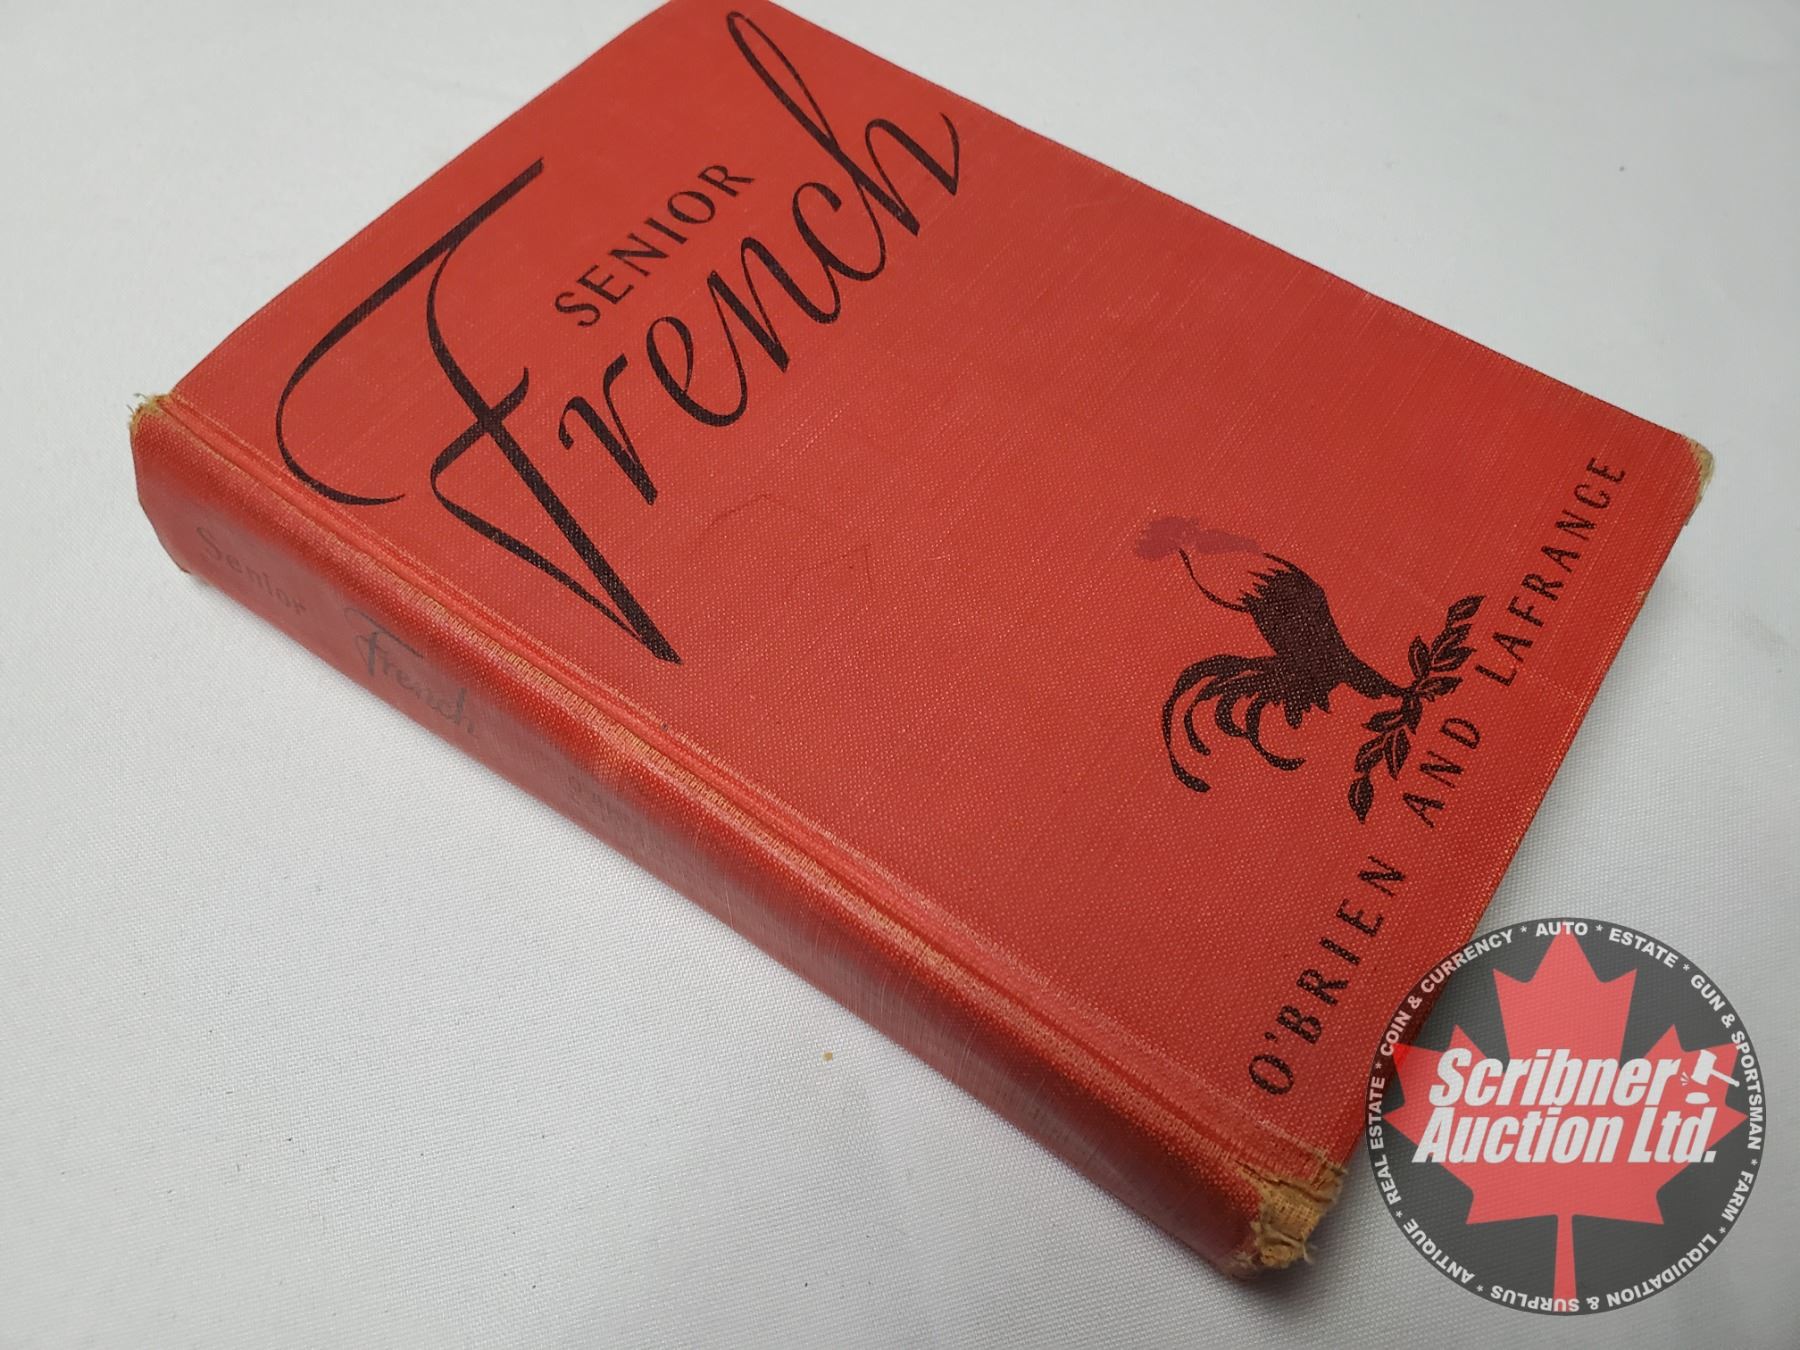 SENIOR
French
O'BRIEN AND LAFRANCE
Senior French
REAL ESTATE * COIN & CURRENCY * AUTO * ESTATE * GUN & SPORTSMAN * FARM * LIQUIDATION & SURPLUS * ANTIQUE *
Scribner
Auction Ltd.